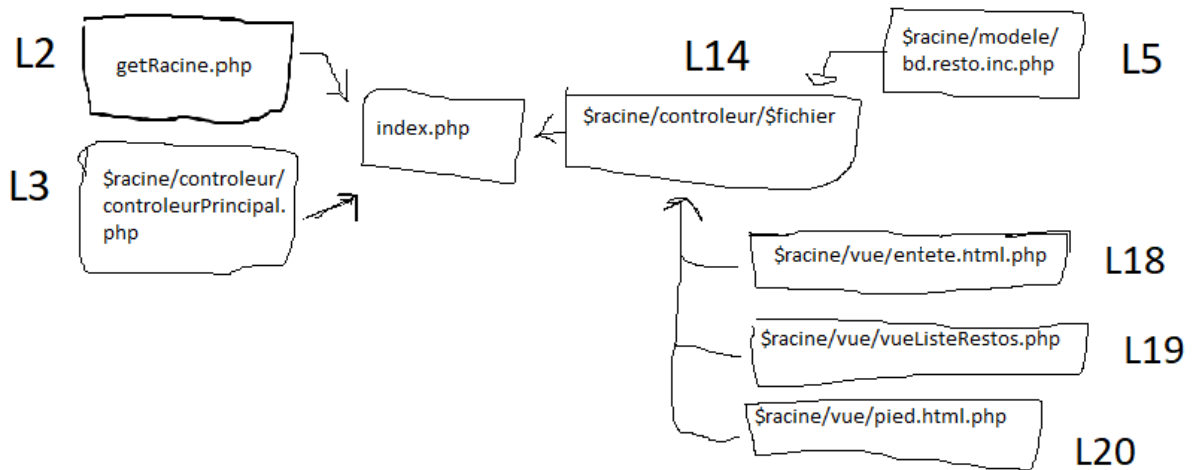 L2
getRacine.php
L14
$racine/modele/
bd.resto.inc.php
L5
index.php
$racine/controleur/$fichier
L3
$racine/controleur/
controleurPrincipal.
php
$racine/vue/entete.html.php
L18
$racine/vue/vueListeRestos.php
L19
$racine/vue/pied.html.php
L20